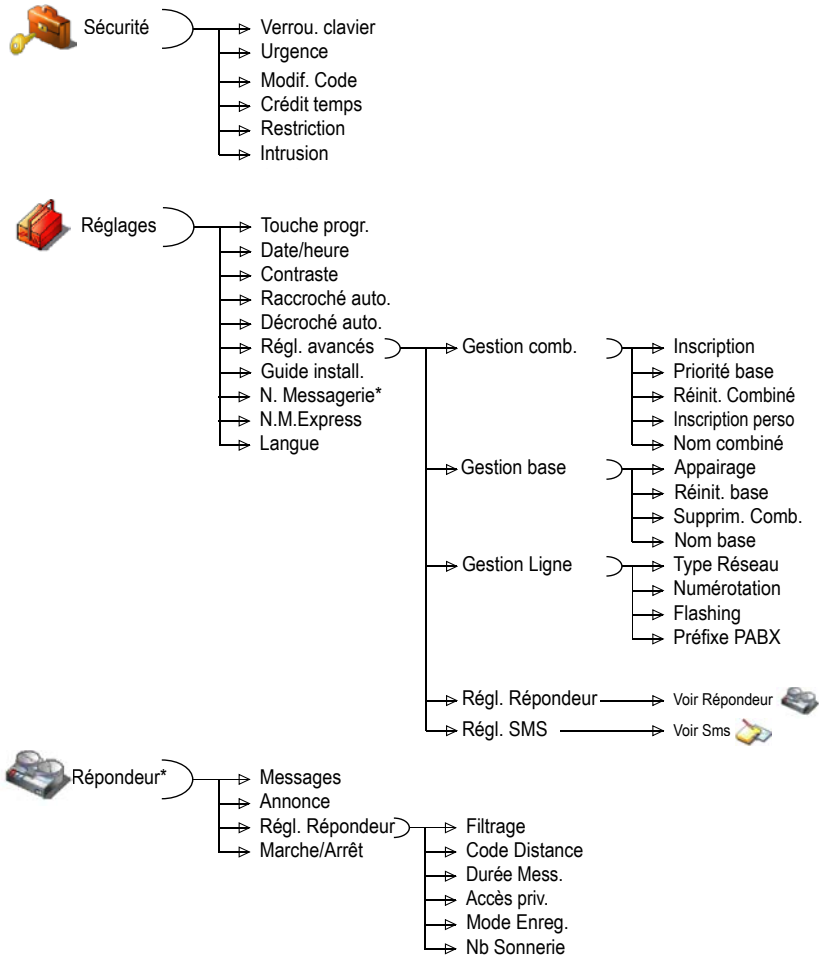 Sécurité
Verrou. clavier
Urgence
Modif. Code
Crédit temps
Restriction
Intrusion
Réglages
Touche progr.
Date/heure
Contraste
Raccroché auto.
Décroché auto.
Régl. avancés
Guide install.
N. Messagerie*
N.M.Express
Langue
Gestion comb.
Inscription
Priorité base
Réinit. Combiné
Inscription perso
Nom combiné
Gestion base
Appairage
Réinit. base
Supprim. Comb.
Nom base
Gestion Ligne
Type Réseau
Numérotation
Flashing
Préfixe PABX
Régl. Répondeur
Voir Répondeur
Régl. SMS
Voir Sms
Répondeur*
Messages
Annonce
Régl. Répondeur
Marche/Arrêt
Filtrage
Code Distance
Durée Mess.
Accès priv.
Mode Enreg.
Nb Sonnerie